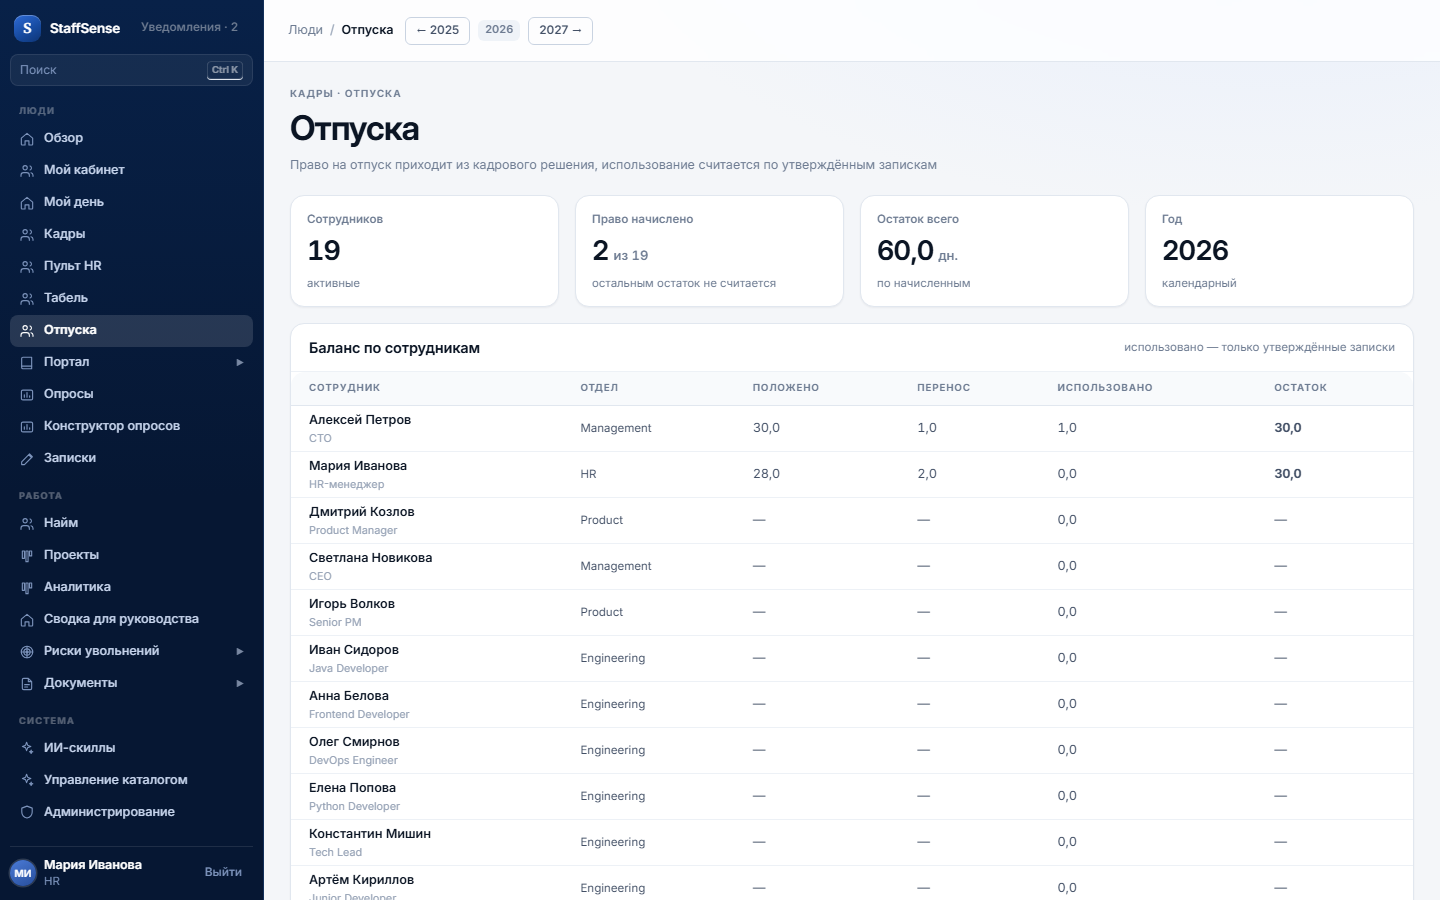 S StaffSense Уведомления · 2
Поиск Ctrl K
ЛЮДИ
Обзор
Мой кабинет
Мой день
Кадры
Пульт HR
Табель
Отпуска
Портал
Опросы
Конструктор опросов
Записки
РАБОТА
Найм
Проекты
Аналитика
Сводка для руководства
Риски увольнений
Документы
СИСТЕМА
ИИ-скиллы
Управление каталогом
Администрирование
МИ Мария Иванова
HR
Выйти
Люди / Отпуска ← 2025 2026 2027 →
КАДРЫ · ОТПУСКА
Отпуска
Право на отпуск приходит из кадрового решения, использование считается по утверждённым запискам
Сотрудников
19
активные
Право начислено
2 из 19
остальным остаток не считается
Остаток всего
60,0 дн.
по начисленным
Год
2026
календарный
Баланс по сотрудникам использовано — только утверждённые записки
СОТРУДНИК ОТДЕЛ ПОЛОЖЕНО ПЕРЕНОС ИСПОЛЬЗОВАНО ОСТАТОК
Алексей Петров
CTO
Management 30,0 1,0 1,0 30,0
Мария Иванова
HR-менеджер
HR 28,0 2,0 0,0 30,0
Дмитрий Козлов
Product Manager
Product — — 0,0 —
Светлана Новикова
CEO
Management — — 0,0 —
Игорь Волков
Senior PM
Product — — 0,0 —
Иван Сидоров
Java Developer
Engineering — — 0,0 —
Анна Белова
Frontend Developer
Engineering — — 0,0 —
Олег Смирнов
DevOps Engineer
Engineering — — 0,0 —
Елена Попова
Python Developer
Engineering — — 0,0 —
Константин Мишин
Tech Lead
Engineering — — 0,0 —
Артём Кириллов
Junior Developer
Engineering — — 0,0 —